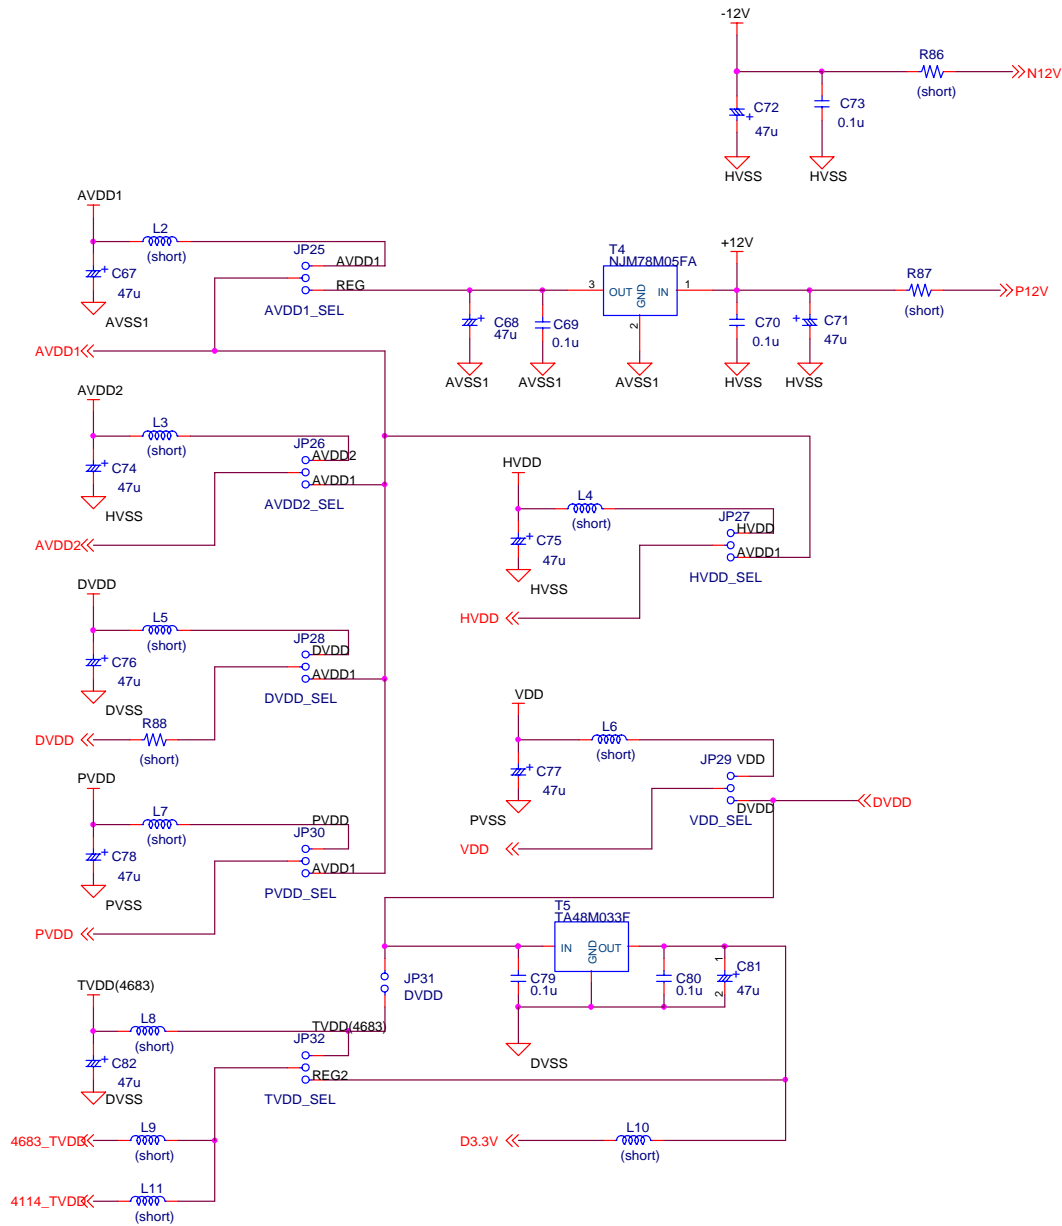 -12V
R86
N12V
(short)
C72
47u
C73
0.1u
HVSS
HVSS
AVDD1
L2
(short)
JP25
AVDD1
REG
AVDD1_SEL
C67
47u
AVSS1
AVDD1
T4
NJM78M05FA
3
OUT
GND
IN
1
2
+12V
R87
P12V
(short)
C68
47u
C69
0.1u
C70
0.1u
C71
47u
AVSS1
AVSS1
AVSS1
HVSS
HVSS
AVDD2
L3
(short)
JP26
AVDD2
AVDD1
AVDD2_SEL
C74
47u
HVSS
AVDD2
HVDD
L4
(short)
JP27
HVDD
AVDD1
HVDD_SEL
C75
47u
HVSS
HVDD
DVDD
L5
(short)
JP28
DVDD
AVDD1
DVDD_SEL
C76
47u
DVSS
R88
DVDD
(short)
VDD
L6
(short)
JP29
VDD
DVDD
VDD_SEL
C77
47u
PVSS
VDD
DVDD
PVDD
L7
(short)
PVDD
JP30
AVDD1
PVDD_SEL
C78
47u
PVSS
PVDD
T5
TA48M033F
IN
GND
OUT
JP31
DVDD
C79
0.1u
C80
0.1u
1
C81
47u
2
DVSS
TVDD(4683)
L8
(short)
TVDD(4683)
JP32
REG2
TVDD_SEL
C82
47u
DVSS
L9
4683_TVDD
(short)
D3.3V
L10
(short)
L11
4114_TVDD
(short)